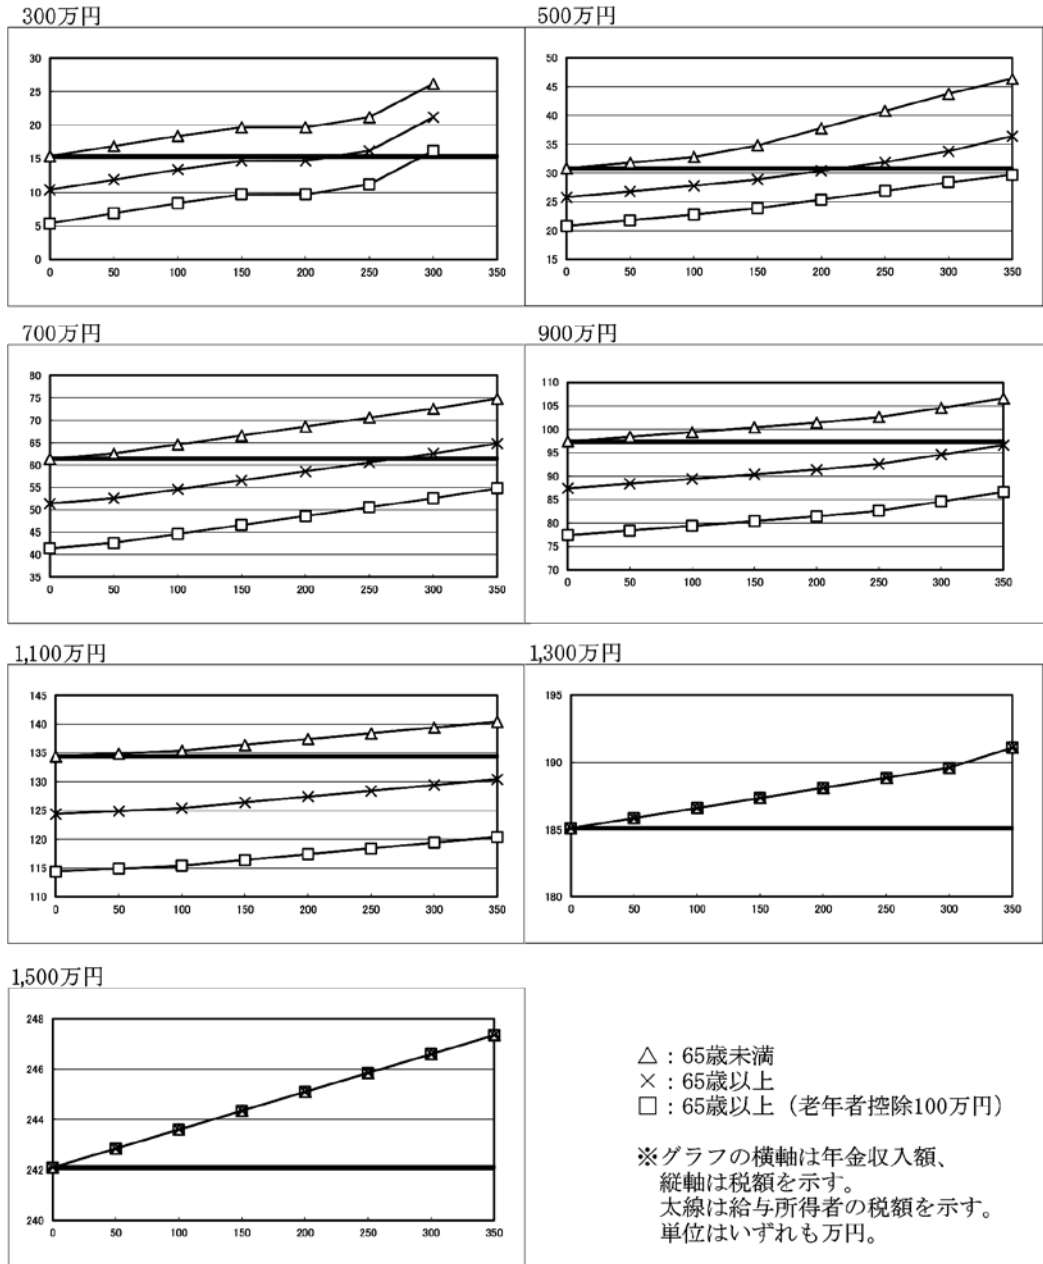 300万円
500万円
30
25
20
15
10
5
0
0 50 100 150 200 250 300 350
50
45
40
35
30
25
20
15
0 50 100 150 200 250 300 350
700万円
900万円
80
75
70
65
60
55
50
45
40
35
0 50 100 150 200 250 300 350
110
105
100
95
90
85
80
75
70
0 50 100 150 200 250 300 350
1,100万円
1,300万円
145
140
135
130
125
120
115
110
0 50 100 150 200 250 300 350
195
190
185
180
0 50 100 150 200 250 300 350
1,500万円
248
246
244
242
240
0 50 100 150 200 250 300 350
△：65歳未満
×：65歳以上
□：65歳以上（老年者控除100万円）
※グラフの横軸は年金収入額、
縦軸は税額を示す。
太線は給与所得者の税額を示す。
単位はいずれも万円。